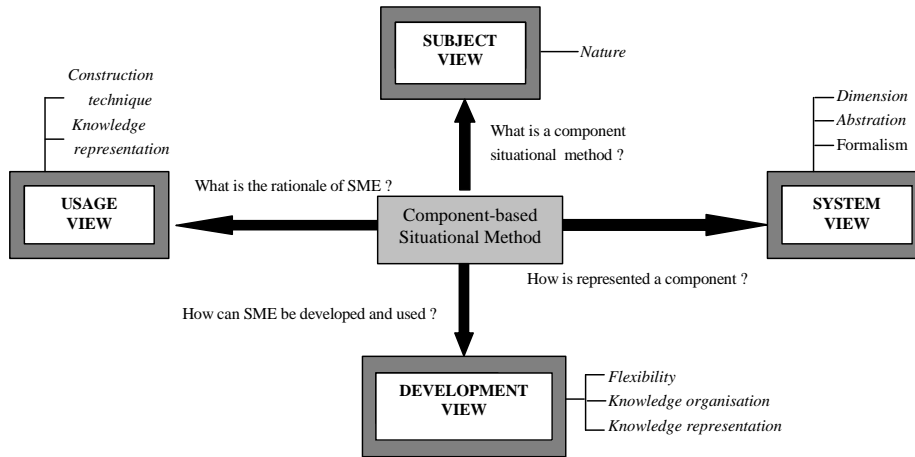 SUBJECT
VIEW
Nature
Construction
technique
Knowledge
representation
Dimension
Abstration
Formalism
What is a component
situational method ?
What is the rationale of SME ?
USAGE
VIEW
Component-based
Situational Method
SYSTEM
VIEW
How is represented a component ?
How can SME be developed and used ?
DEVELOPMENT
VIEW
Flexibility
Knowledge organisation
Knowledge representation